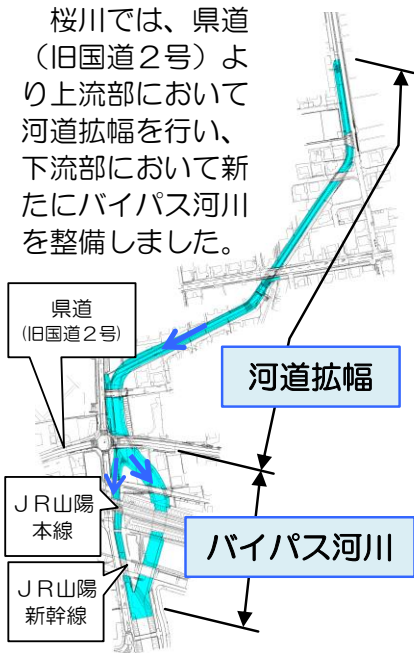 桜川では、県道
（旧国道２号）よ
り上流部において
河道拡幅を行い、
下流部において新
たにバイパス河川
を整備しました。
県道
(旧国道２号)
河道拡幅
ＪＲ山陽
本線
バイパス河川
ＪＲ山陽
新幹線